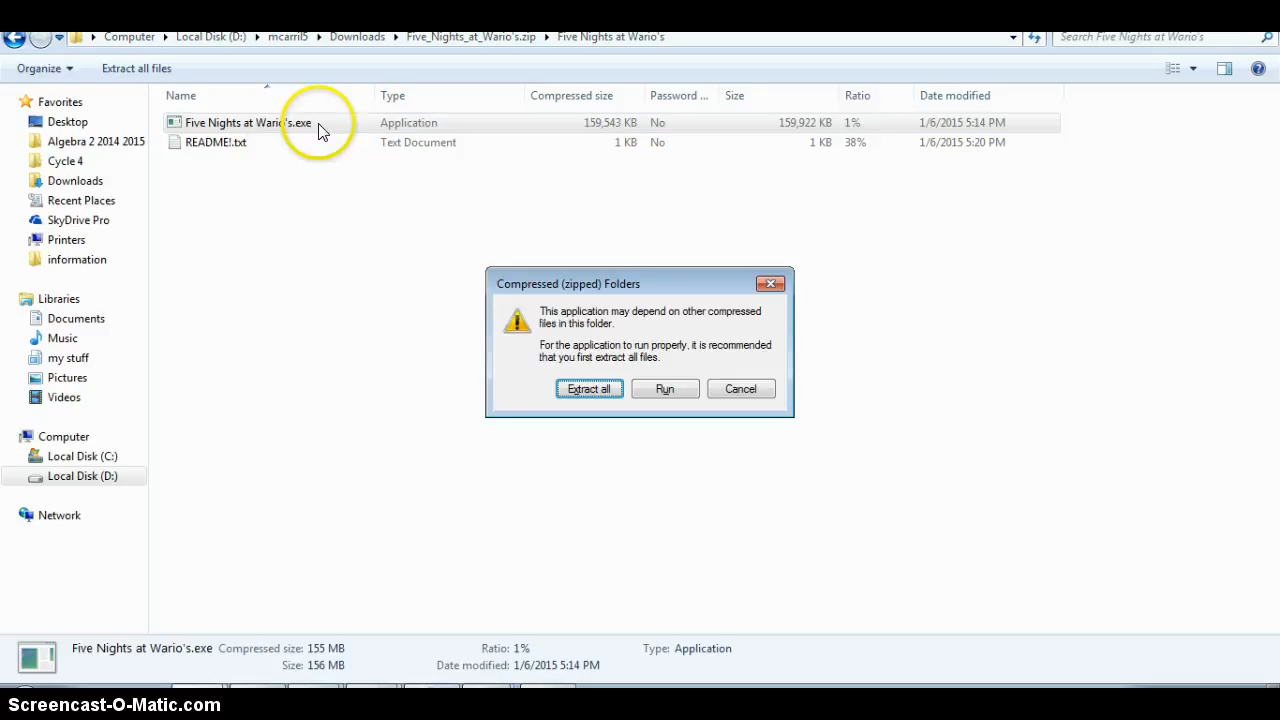 Computer Local Disk (D:) mcarril5 Downloads Five_Nights_at_Wario's.zip Five Nights at Wario's Search Five Nights at Wario's
Organize Extract all files
Name Type Compressed size Password ... Size Ratio Date modified
Five Nights at Wario's.exe Application 159,543 KB No 159,922 KB 1% 1/6/2015 5:14 PM
README!.txt Text Document 1 KB No 1 KB 38% 1/6/2015 5:20 PM
Favorites
Desktop
Algebra 2 2014 2015
Cycle 4
Downloads
Recent Places
SkyDrive Pro
Printers
information
Libraries
Documents
Music
my stuff
Pictures
Videos
Computer
Local Disk (C:)
Local Disk (D:)
Network
Compressed (zipped) Folders
This application may depend on other compressed
files in this folder.
For the application to run properly, it is recommended
that you first extract all files.
Extract all Run Cancel
Five Nights at Wario's.exe Compressed size: 155 MB Ratio: 1% Type: Application
Size: 156 MB Date modified: 1/6/2015 5:14 PM
Screencast-O-Matic.com